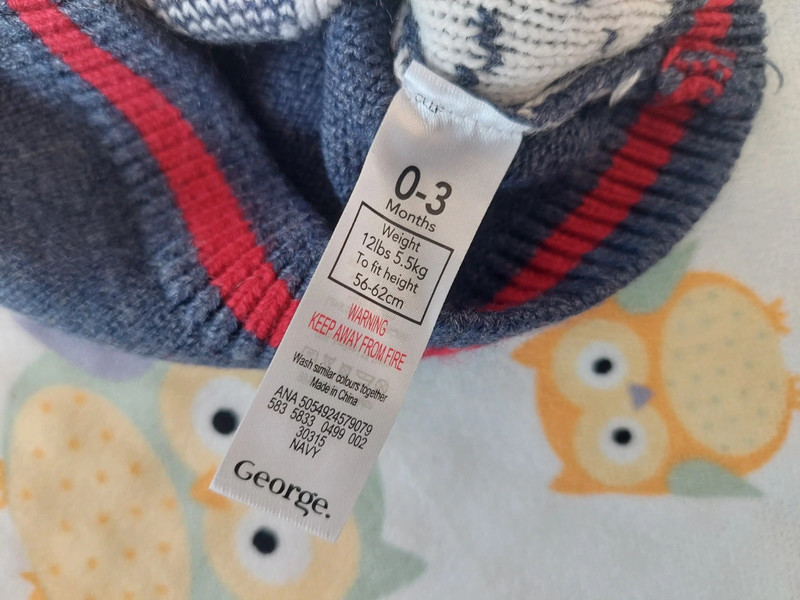 0-3
Months
Weight
12lbs 5.5kg
To fit height
56-62cm
WARNING
KEEP AWAY FROM FIRE
Wash similar colours together
Made in China
ANA 5054924579079
583 5833 0499 002
30315
NAVY
George.